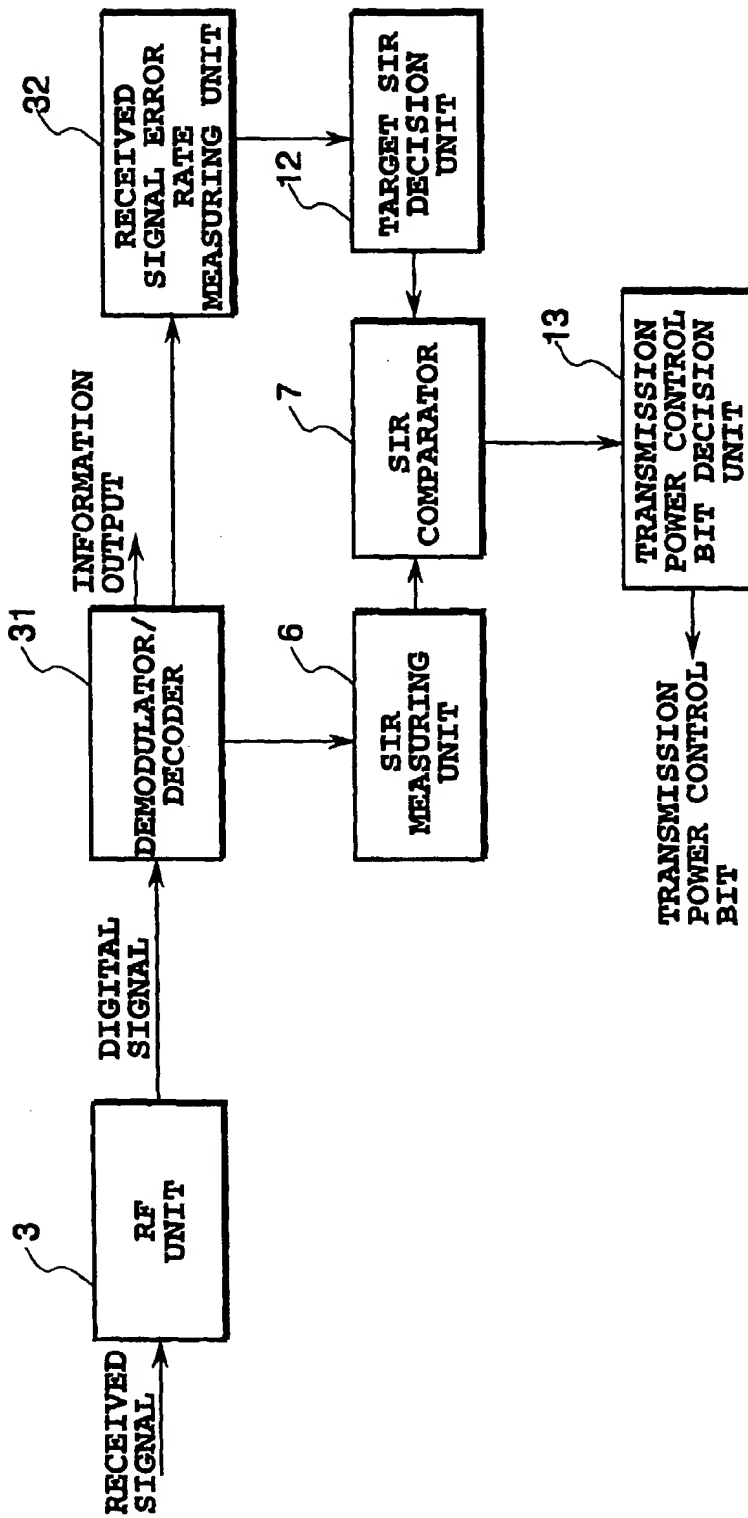 RECEIVED
SIGNAL
3
RF
UNIT
DIGITAL
SIGNAL
31
DEMODULATOR/
DECODER
INFORMATION
OUTPUT
32
RECEIVED
SIGNAL ERROR
RATE
MEASURING UNIT
6
SIR
MEASURING
UNIT
7
SIR
COMPARATOR
12
TARGET SIR
DECISION
UNIT
13
TRANSMISSION
POWER CONTROL
BIT DECISION
UNIT
TRANSMISSION
POWER CONTROL
BIT